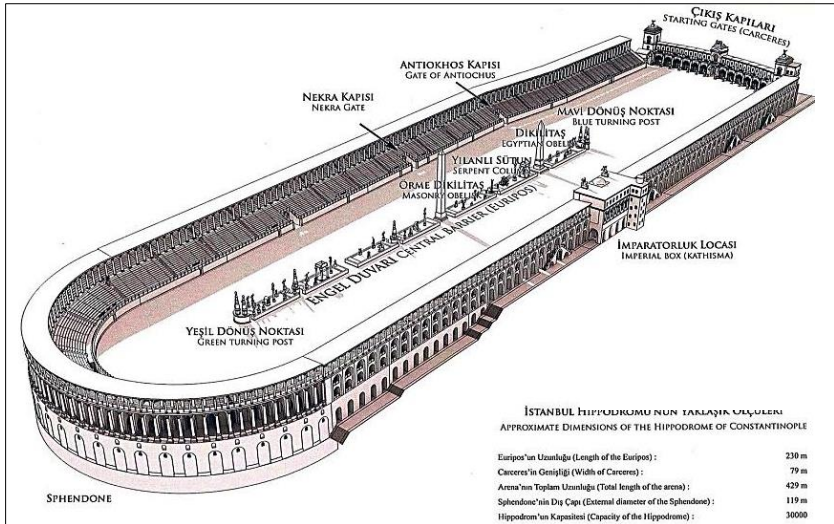 ÇIKIŞ KAPILARI
STARTING GATES (CARCERES)
ANTIOKHOS KAPISI
GATE OF ANTIOCHUS
NEKRA KAPISI
NEKRA GATE
MAVİ DÖNÜŞ NOKTASI
BLUE TURNING POST
DİKİLİTAŞ
EGYPTIAN OBELI
YILANLI SÜTUN
SERPENT COLU
ÖRME DİKİLİTAŞ
MASONRY OBELI
ENGEL DUVARI CENTRAL BARRIER (EURIPOS)
İMPARATORLUK LOCASI
IMPERIAL BOX (KATHISMA)
YEŞİL DÖNÜŞ NOKTASI
GREEN TURNING POST
SPHENDONE
İSTANBUL HİPPODROMU'NUN YAKLAŞIK ÖLÇÜLERİ
APPROXIMATE DIMENSIONS OF THE HIPPODROME OF CONSTANTINOPLE
Euripos'un Uzunluğu (Length of the Euripos) : 230 m
Carceres'in Genişliği (Width of Carceres) : 79 m
Arena'nın Toplam Uzunluğu (Total length of the arena) : 429 m
Sphendone'nin Dış Çapı (External diameter of the Sphendone) : 119 m
Hippodrom'un Kapasitesi (Capacity of the Hippodrome) : 30000